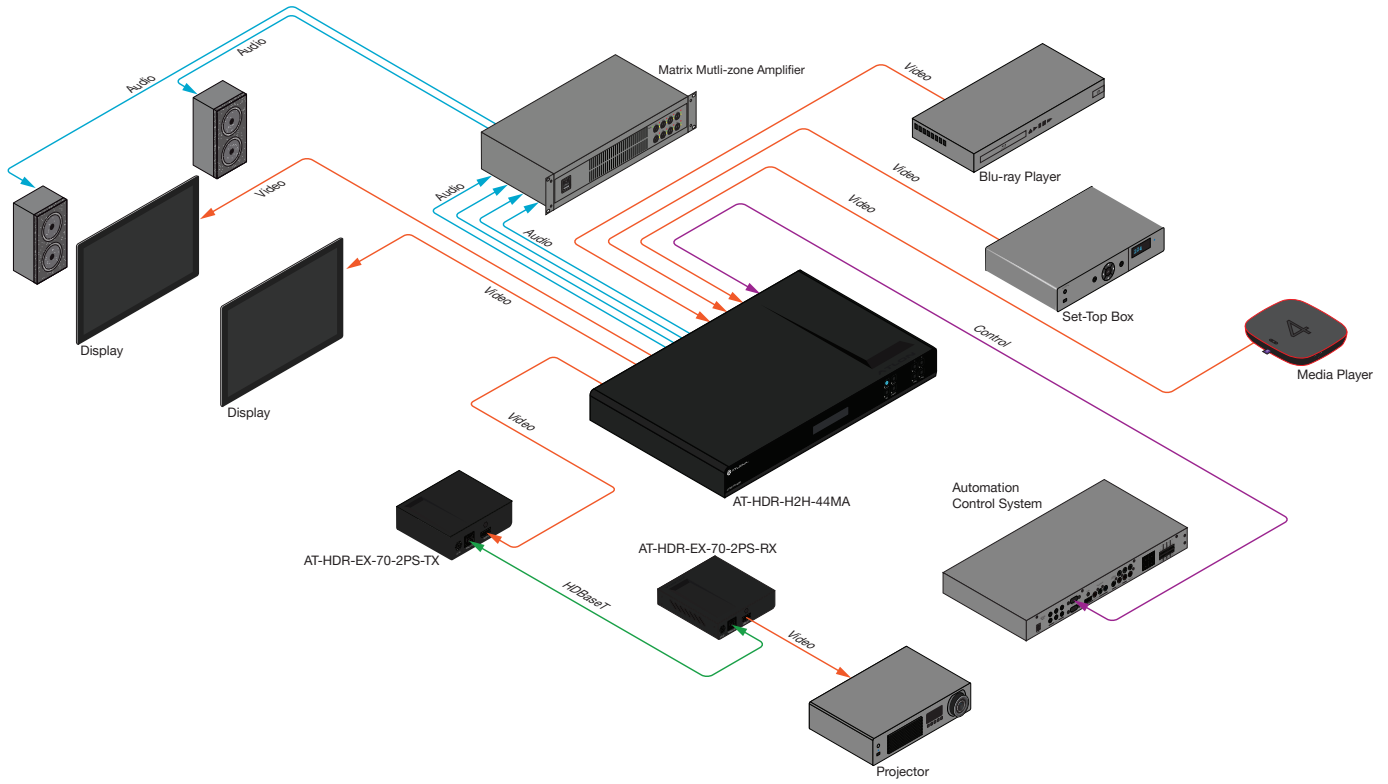 Matrix Mutli-zone Amplifier
Video
Audio
Audio
Blu-ray Player
Video
Video
Audio
Audio
Video
Video
Set-Top Box
Control
Media Player
Display
Display
Video
AT-HDR-H2H-44MA
Automation
Control System
AT-HDR-EX-70-2PS-TX
AT-HDR-EX-70-2PS-RX
HDBaseT
Video
Projector